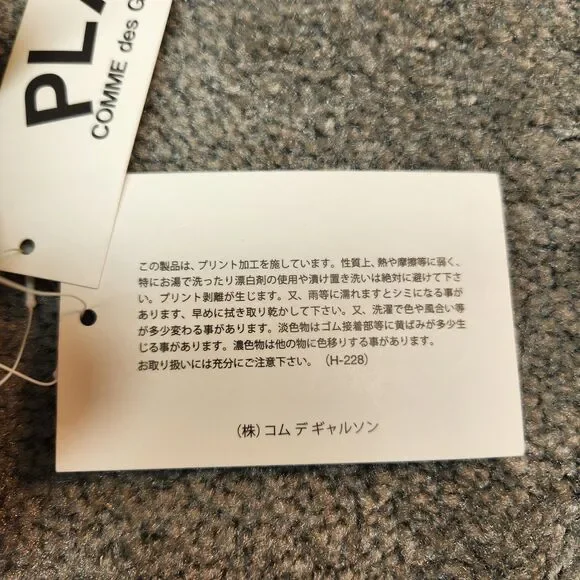 PLA
COMME des G
この製品は、プリント加工を施しています。性質上、熱や摩擦等に弱く、
特にお湯で洗ったり漂白剤の使用や漬け置き洗いは絶対に避けて下さ
い。プリント剥離が生じます。又、雨等に濡れますとシミになる事が
あります、早めに拭き取り乾かして下さい。又、洗濯で色や風合い等
が多少変わる事があります。淡色物はゴム接着部等に黄ばみが多少生
じる事があります。濃色物は他の物に色移りする事があります。
お取り扱いには充分にご注意下さい。（H-228）
（株）コム デ ギャルソン